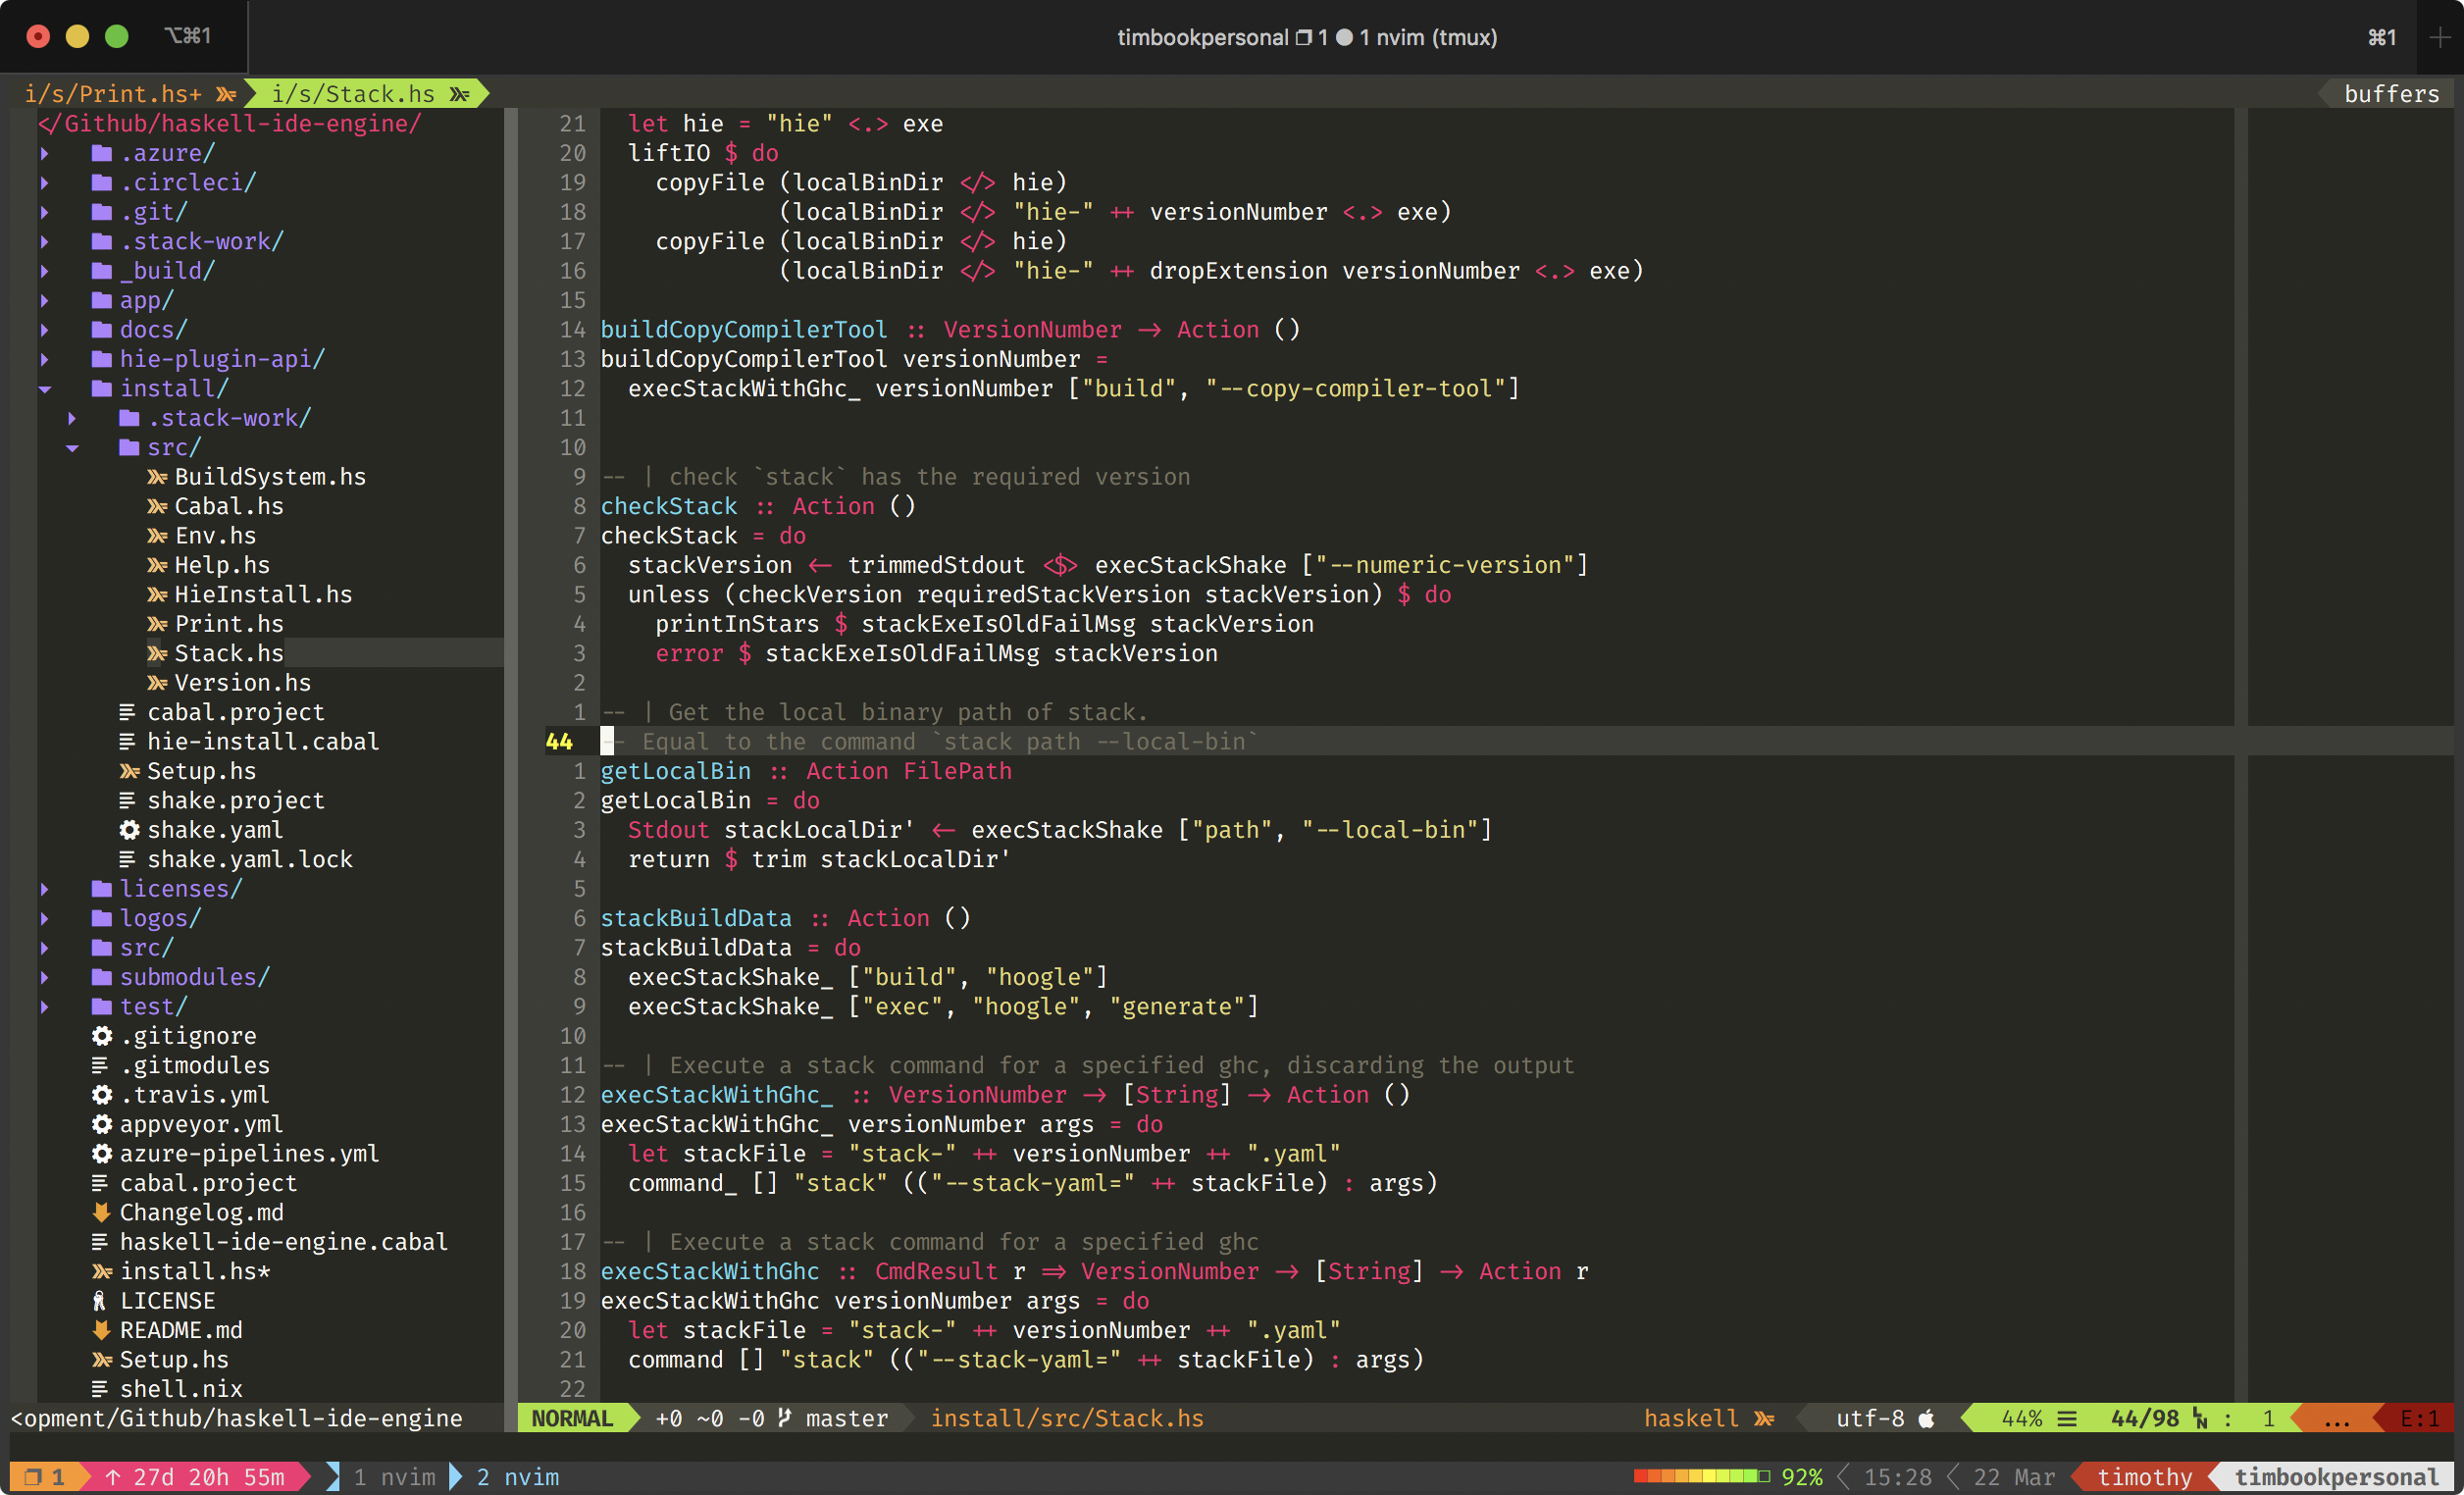 ⌥⌘1 timbookpersonal ❐ 1 ● 1 nvim (tmux) ⌘1 +
i/s/Print.hs+ i/s/Stack.hs buffers
</Github/haskell-ide-engine/
.azure/
.circleci/
.git/
.stack-work/
_build/
app/
docs/
hie-plugin-api/
install/
.stack-work/
src/
BuildSystem.hs
Cabal.hs
Env.hs
Help.hs
HieInstall.hs
Print.hs
Stack.hs
Version.hs
cabal.project
hie-install.cabal
Setup.hs
shake.project
shake.yaml
shake.yaml.lock
licenses/
logos/
src/
submodules/
test/
.gitignore
.gitmodules
.travis.yml
appveyor.yml
azure-pipelines.yml
cabal.project
Changelog.md
haskell-ide-engine.cabal
install.hs*
LICENSE
README.md
Setup.hs
shell.nix
21 let hie = "hie" <.> exe
20 liftIO $ do
19 copyFile (localBinDir </> hie)
18 (localBinDir </> "hie-" ++ versionNumber <.> exe)
17 copyFile (localBinDir </> hie)
16 (localBinDir </> "hie-" ++ dropExtension versionNumber <.> exe)
15
14 buildCopyCompilerTool :: VersionNumber -> Action ()
13 buildCopyCompilerTool versionNumber =
12 execStackWithGhc_ versionNumber ["build", "--copy-compiler-tool"]
11
10
9 -- | check `stack` has the required version
8 checkStack :: Action ()
7 checkStack = do
6 stackVersion <- trimmedStdout <$> execStackShake ["--numeric-version"]
5 unless (checkVersion requiredStackVersion stackVersion) $ do
4 printInStars $ stackExeIsOldFailMsg stackVersion
3 error $ stackExeIsOldFailMsg stackVersion
2
1 -- | Get the local binary path of stack.
44 -- Equal to the command `stack path --local-bin`
1 getLocalBin :: Action FilePath
2 getLocalBin = do
3 Stdout stackLocalDir' <- execStackShake ["path", "--local-bin"]
4 return $ trim stackLocalDir'
5
6 stackBuildData :: Action ()
7 stackBuildData = do
8 execStackShake_ ["build", "hoogle"]
9 execStackShake_ ["exec", "hoogle", "generate"]
10
11 -- | Execute a stack command for a specified ghc, discarding the output
12 execStackWithGhc_ :: VersionNumber -> [String] -> Action ()
13 execStackWithGhc_ versionNumber args = do
14 let stackFile = "stack-" ++ versionNumber ++ ".yaml"
15 command_ [] "stack" (("--stack-yaml=" ++ stackFile) : args)
16
17 -- | Execute a stack command for a specified ghc
18 execStackWithGhc :: CmdResult r => VersionNumber -> [String] -> Action r
19 execStackWithGhc versionNumber args = do
20 let stackFile = "stack-" ++ versionNumber ++ ".yaml"
21 command [] "stack" (("--stack-yaml=" ++ stackFile) : args)
22
<opment/Github/haskell-ide-engine NORMAL +0 ~0 -0 master install/src/Stack.hs haskell utf-8 44% ☰ 44/98 : 1 ... E:1
❐ 1 ↑ 27d 20h 55m 1 nvim 2 nvim 92% 15:28 22 Mar timothy timbookpersonal